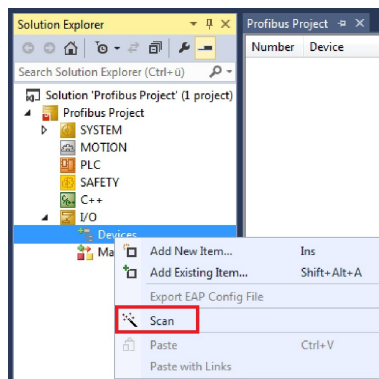 Solution Explorer
Profibus Project
Number Device
Search Solution Explorer (Ctrl+ü)
Solution 'Profibus Project' (1 project)
Profibus Project
SYSTEM
MOTION
PLC
SAFETY
C++
I/O
Devices
Ma
Add New Item... Ins
Add Existing Item... Shift+Alt+A
Export EAP Config File
Scan
Paste Ctrl+V
Paste with Links